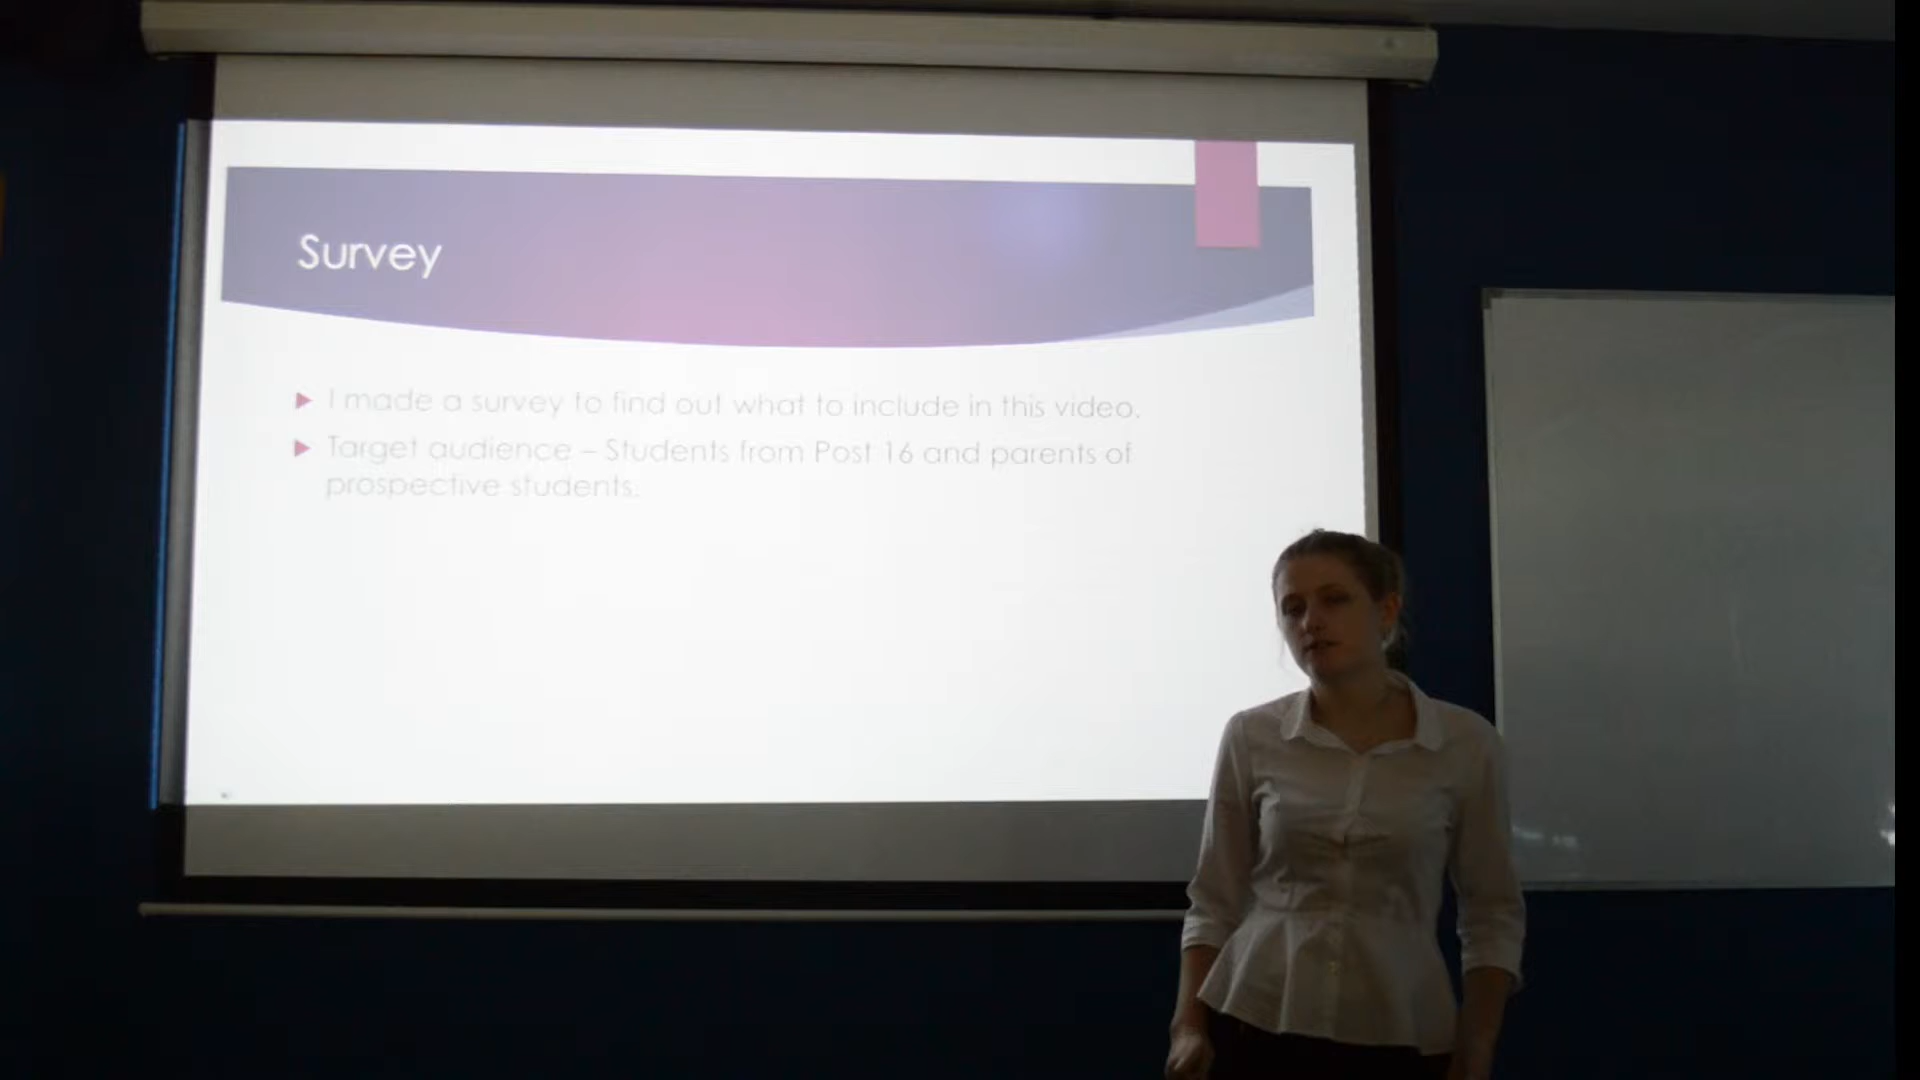 Survey
I made a survey to find out what to include in this video.
Target audience – Students from Post 16 and parents of
prospective students.